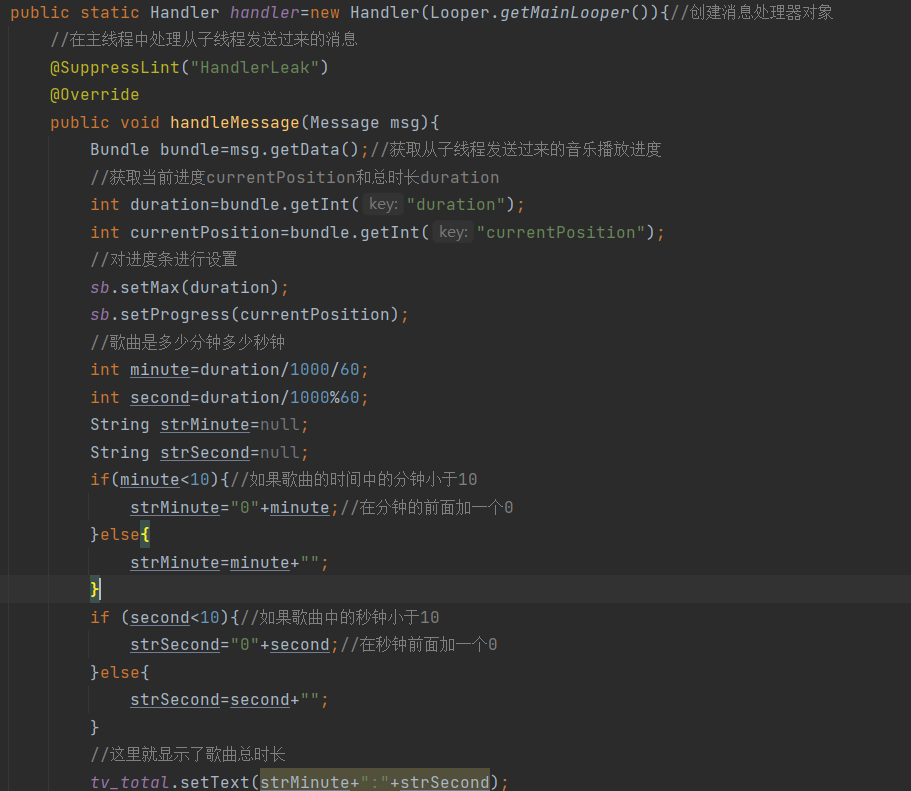 public static Handler handler=new Handler(Looper.getMainLooper()){//创建消息处理器对象
//在主线程中处理从子线程发送过来的消息
@SuppressLint("HandlerLeak")
@Override
public void handleMessage(Message msg){
Bundle bundle=msg.getData();//获取从子线程发送过来的音乐播放进度
//获取当前进度currentPosition和总时长duration
int duration=bundle.getInt( key: "duration");
int currentPosition=bundle.getInt( key: "currentPosition");
//对进度条进行设置
sb.setMax(duration);
sb.setProgress(currentPosition);
//歌曲是多少分钟多少秒钟
int minute=duration/1000/60;
int second=duration/1000%60;
String strMinute=null;
String strSecond=null;
if(minute<10){//如果歌曲的时间中的分钟小于10
strMinute="0"+minute;//在分钟的前面加一个0
}else{
strMinute=minute+"";
}
if (second<10){//如果歌曲中的秒钟小于10
strSecond="0"+second;//在秒钟前面加一个0
}else{
strSecond=second+"";
}
//这里就显示了歌曲总时长
tv_total.setText(strMinute+":"+strSecond);